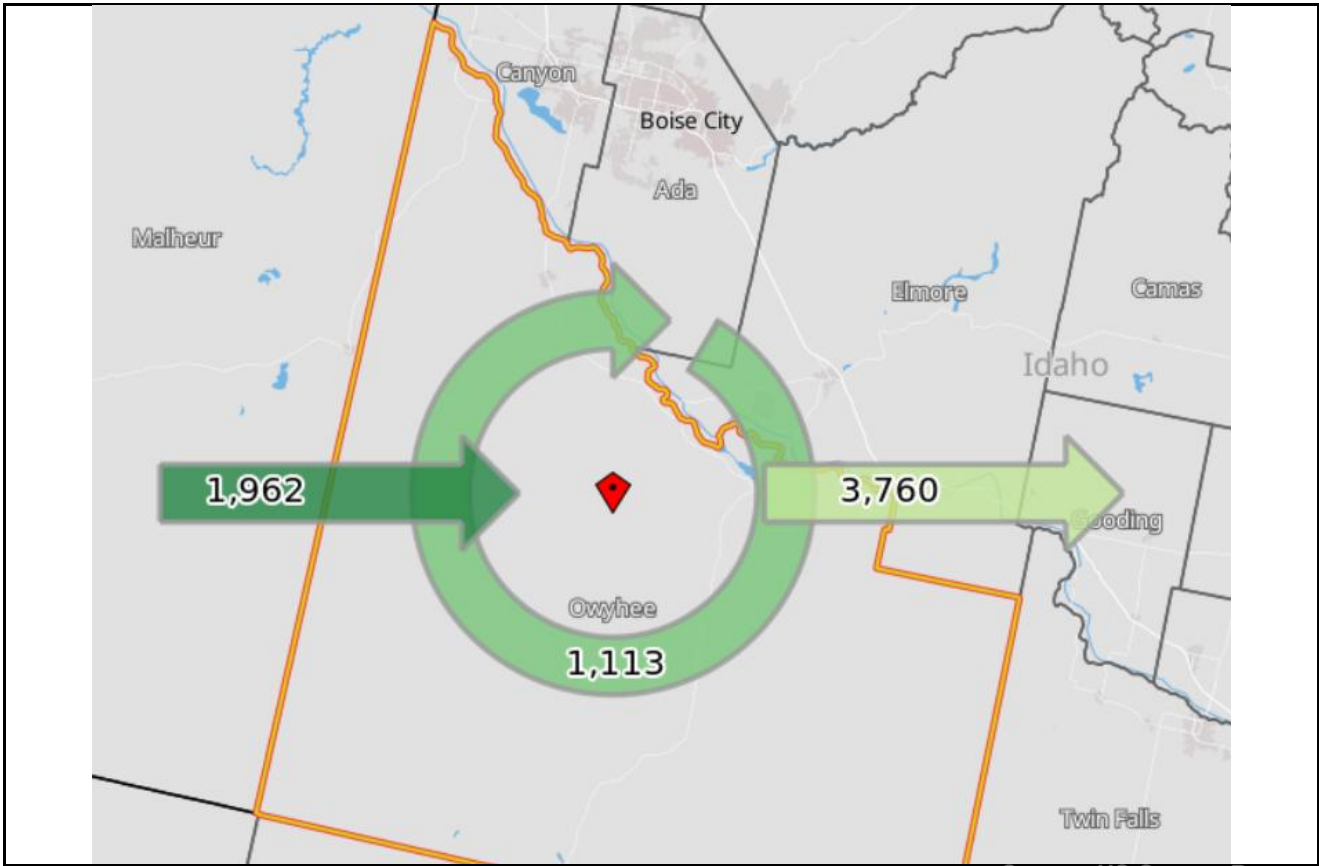 Canyon
Boise City
Ada
Malheur
Elmore
Camas
Idaho
1,962
3,760
Gooding
Owyhee
1,113
Twin Falls